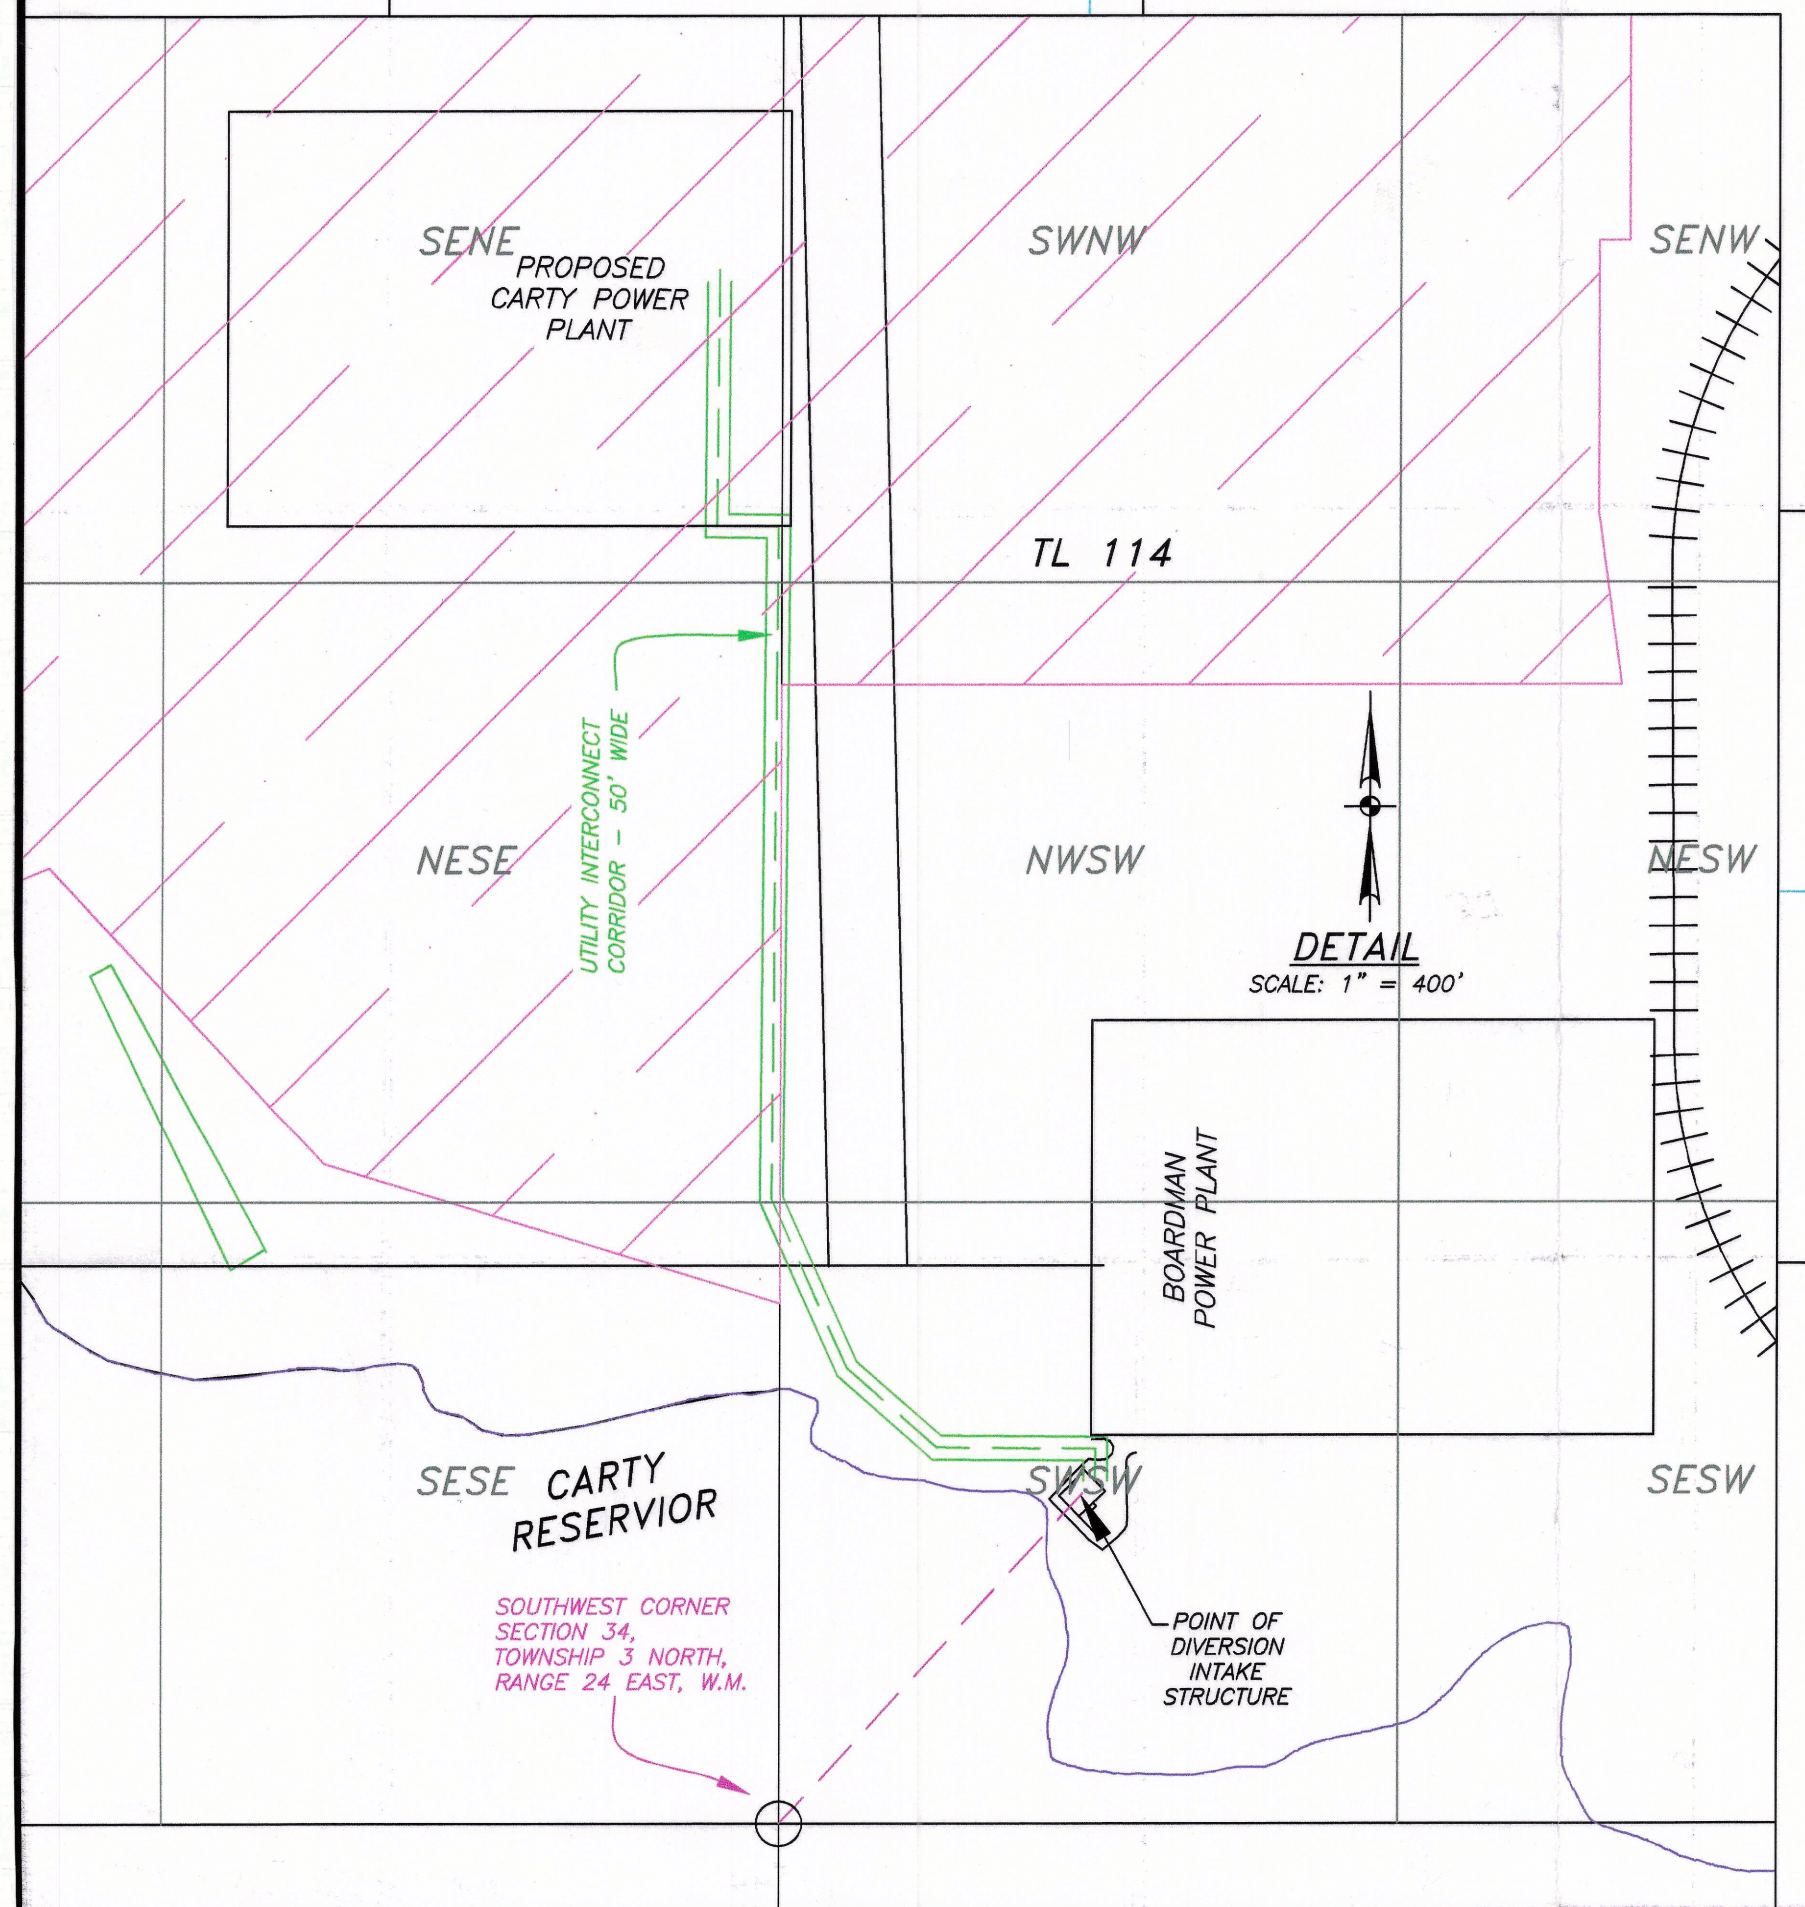 SENE
SWNW
SENW
PROPOSED
CARTY POWER
PLANT
TL 114
UTILITY INTERCONNECT
CORRIDOR - 50' WIDE
NESE
NWSW
NESW
DETAIL
SCALE: 1" = 400'
BOARDMAN
POWER PLANT
SESE
CARTY
RESERVIOR
SWSW
SESW
SOUTHWEST CORNER
SECTION 34,
TOWNSHIP 3 NORTH,
RANGE 24 EAST, W.M.
POINT OF
DIVERSION
INTAKE
STRUCTURE